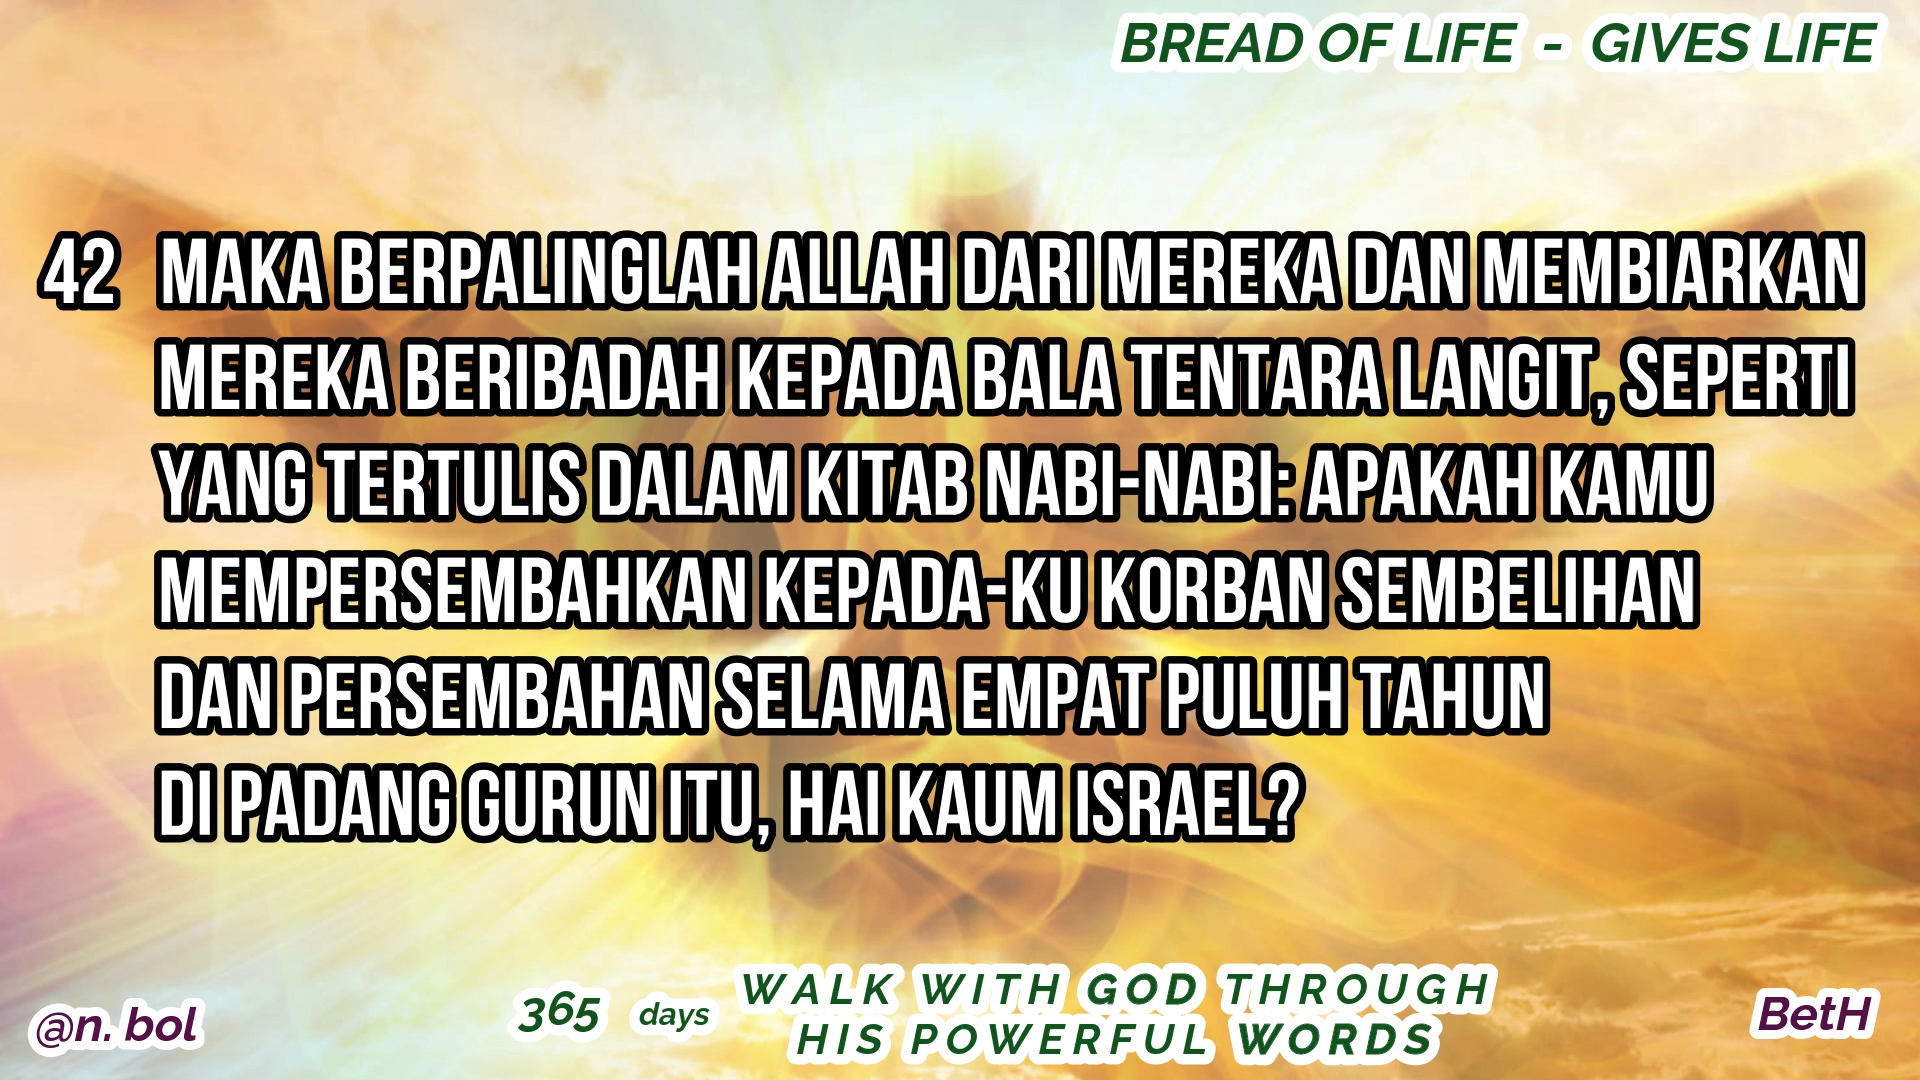 BREAD OF LIFE - GIVES LIFE
42 MAKA BERPALINGLAH ALLAH DARI MEREKA DAN MEMBIARKAN
MEREKA BERIBADAH KEPADA BALA TENTARA LANGIT, SEPERTI
YANG TERTULIS DALAM KITAB NABI-NABI: APAKAH KAMU
MEMPERSEMBAHKAN KEPADA-KU KORBAN SEMBELIHAN
DAN PERSEMBAHAN SELAMA EMPAT PULUH TAHUN
DI PADANG GURUN ITU, HAI KAUM ISRAEL?
@n. bol
365 days
WALK WITH GOD THROUGH
HIS POWERFUL WORDS
BetH